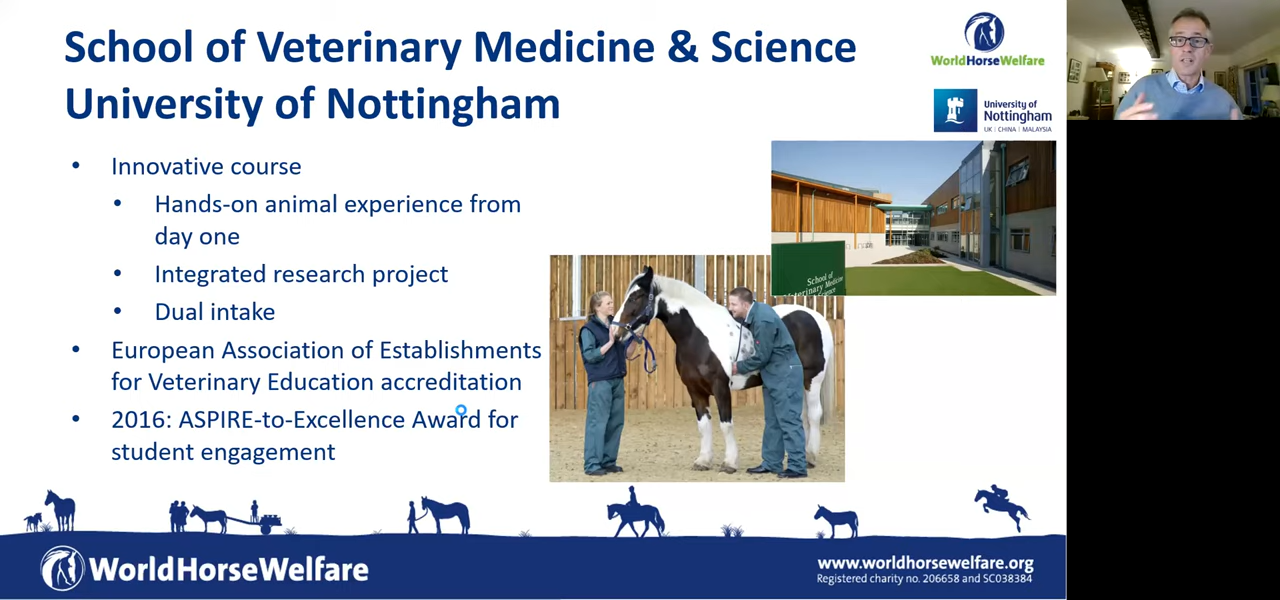 School of Veterinary Medicine & Science
University of Nottingham
WorldHorseWelfare
University of
Nottingham
UK | CHINA | MALAYSIA
• Innovative course
• Hands-on animal experience from
day one
• Integrated research project
• Dual intake
• European Association of Establishments
for Veterinary Education accreditation
• 2016: ASPIRE-to-Excellence Award for
student engagement
School of
Veterinary Medicine
Science
WorldHorseWelfare
www.worldhorsewelfare.org
Registered charity no. 206658 and SC038384